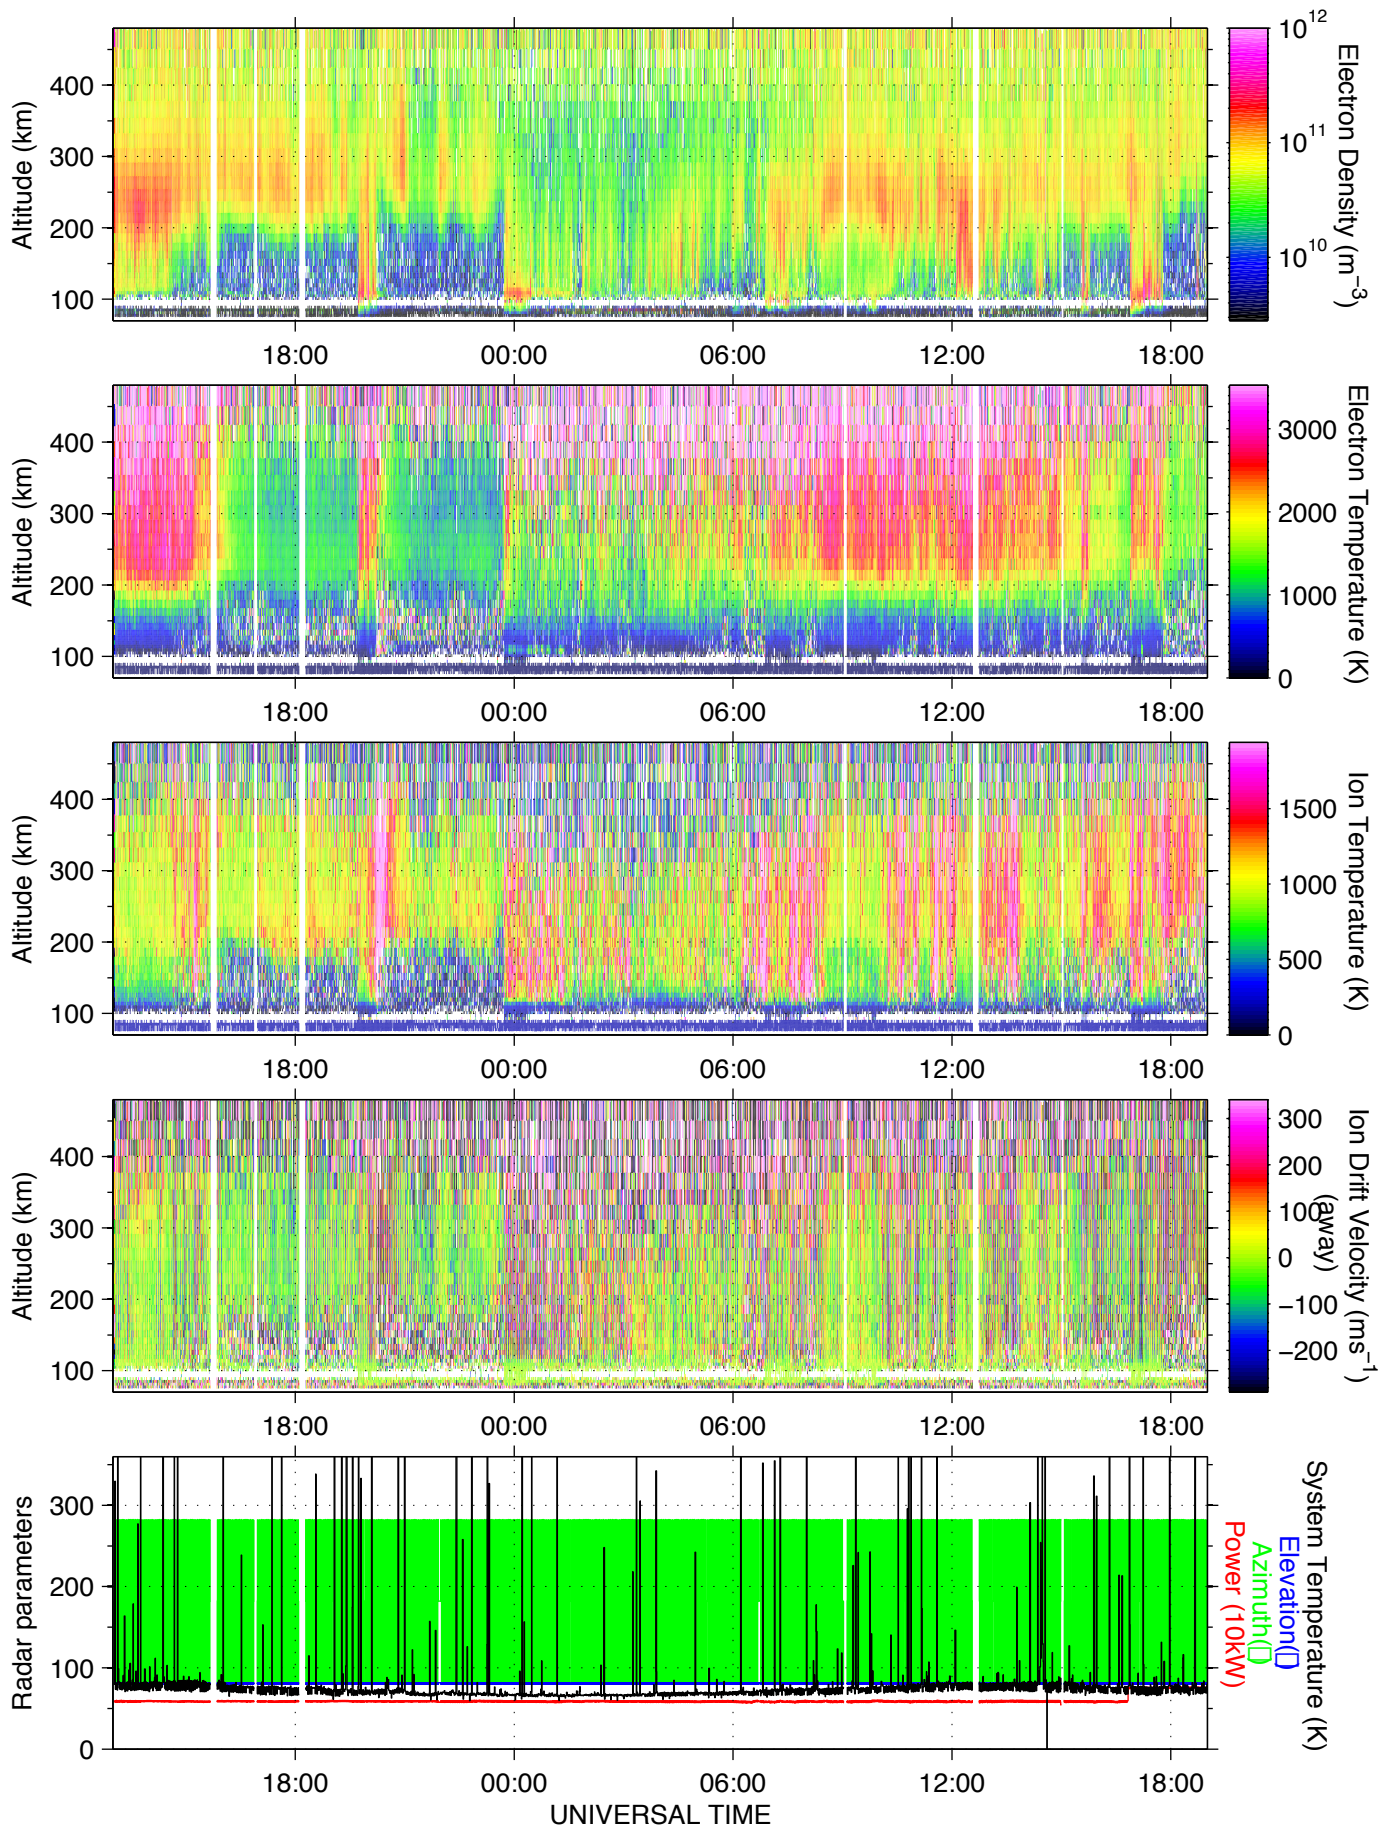 Altitude (km)
400
300
200
100
10^12
10^11
10^10
Electron Density (m^−3)
18:00 00:00 06:00 12:00 18:00
Altitude (km)
400
300
200
100
3000
2000
1000
0
Electron Temperature (K)
18:00 00:00 06:00 12:00 18:00
Altitude (km)
400
300
200
100
1500
1000
500
0
Ion Temperature (K)
18:00 00:00 06:00 12:00 18:00
Altitude (km)
400
300
200
100
300
200
100
0
−100
−200
Ion Drift Velocity (ms^−1)
(away)
18:00 00:00 06:00 12:00 18:00
Radar parameters
300
200
100
0
System Temperature (K)
Elevation(▯)
Azimuth(▯)
Power (10kW)
18:00 00:00 06:00 12:00 18:00
UNIVERSAL TIME